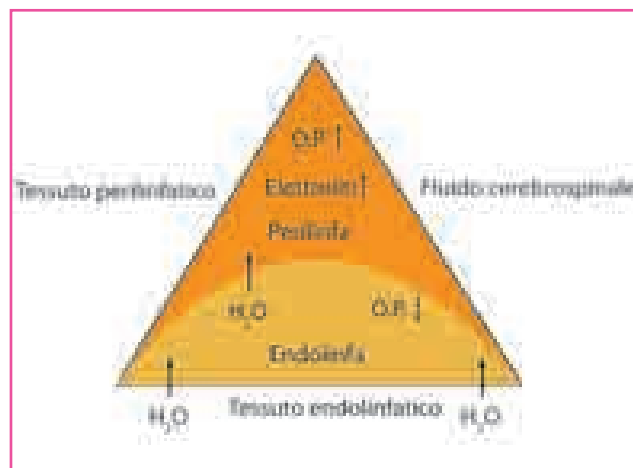 O.P. ↑
Tessuto perilinfatico
Elettroliti ↑
Fluido cerebrospinale
Perilinfa
H₂O
O.P. ↓
Endolinfa
H₂O
Tessuto endolinfatico
H₂O